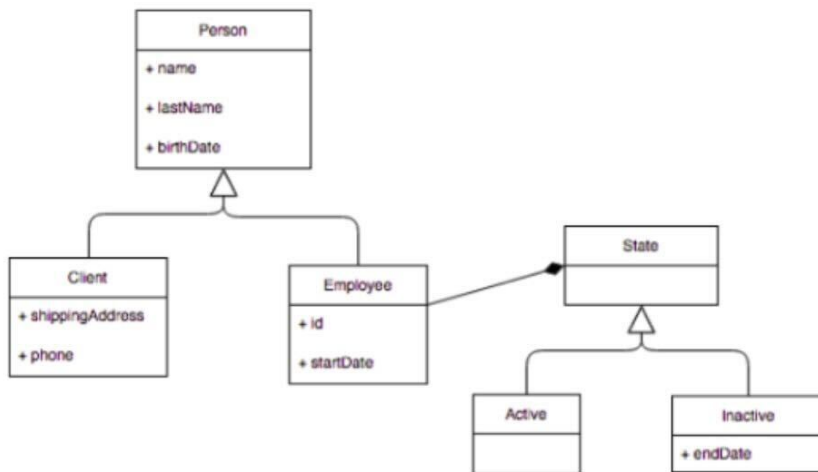 Person
+ name
+ lastName
+ birthDate
Client
+ shippingAddress
+ phone
Employee
+ id
+ startDate
State
Active
Inactive
+ endDate